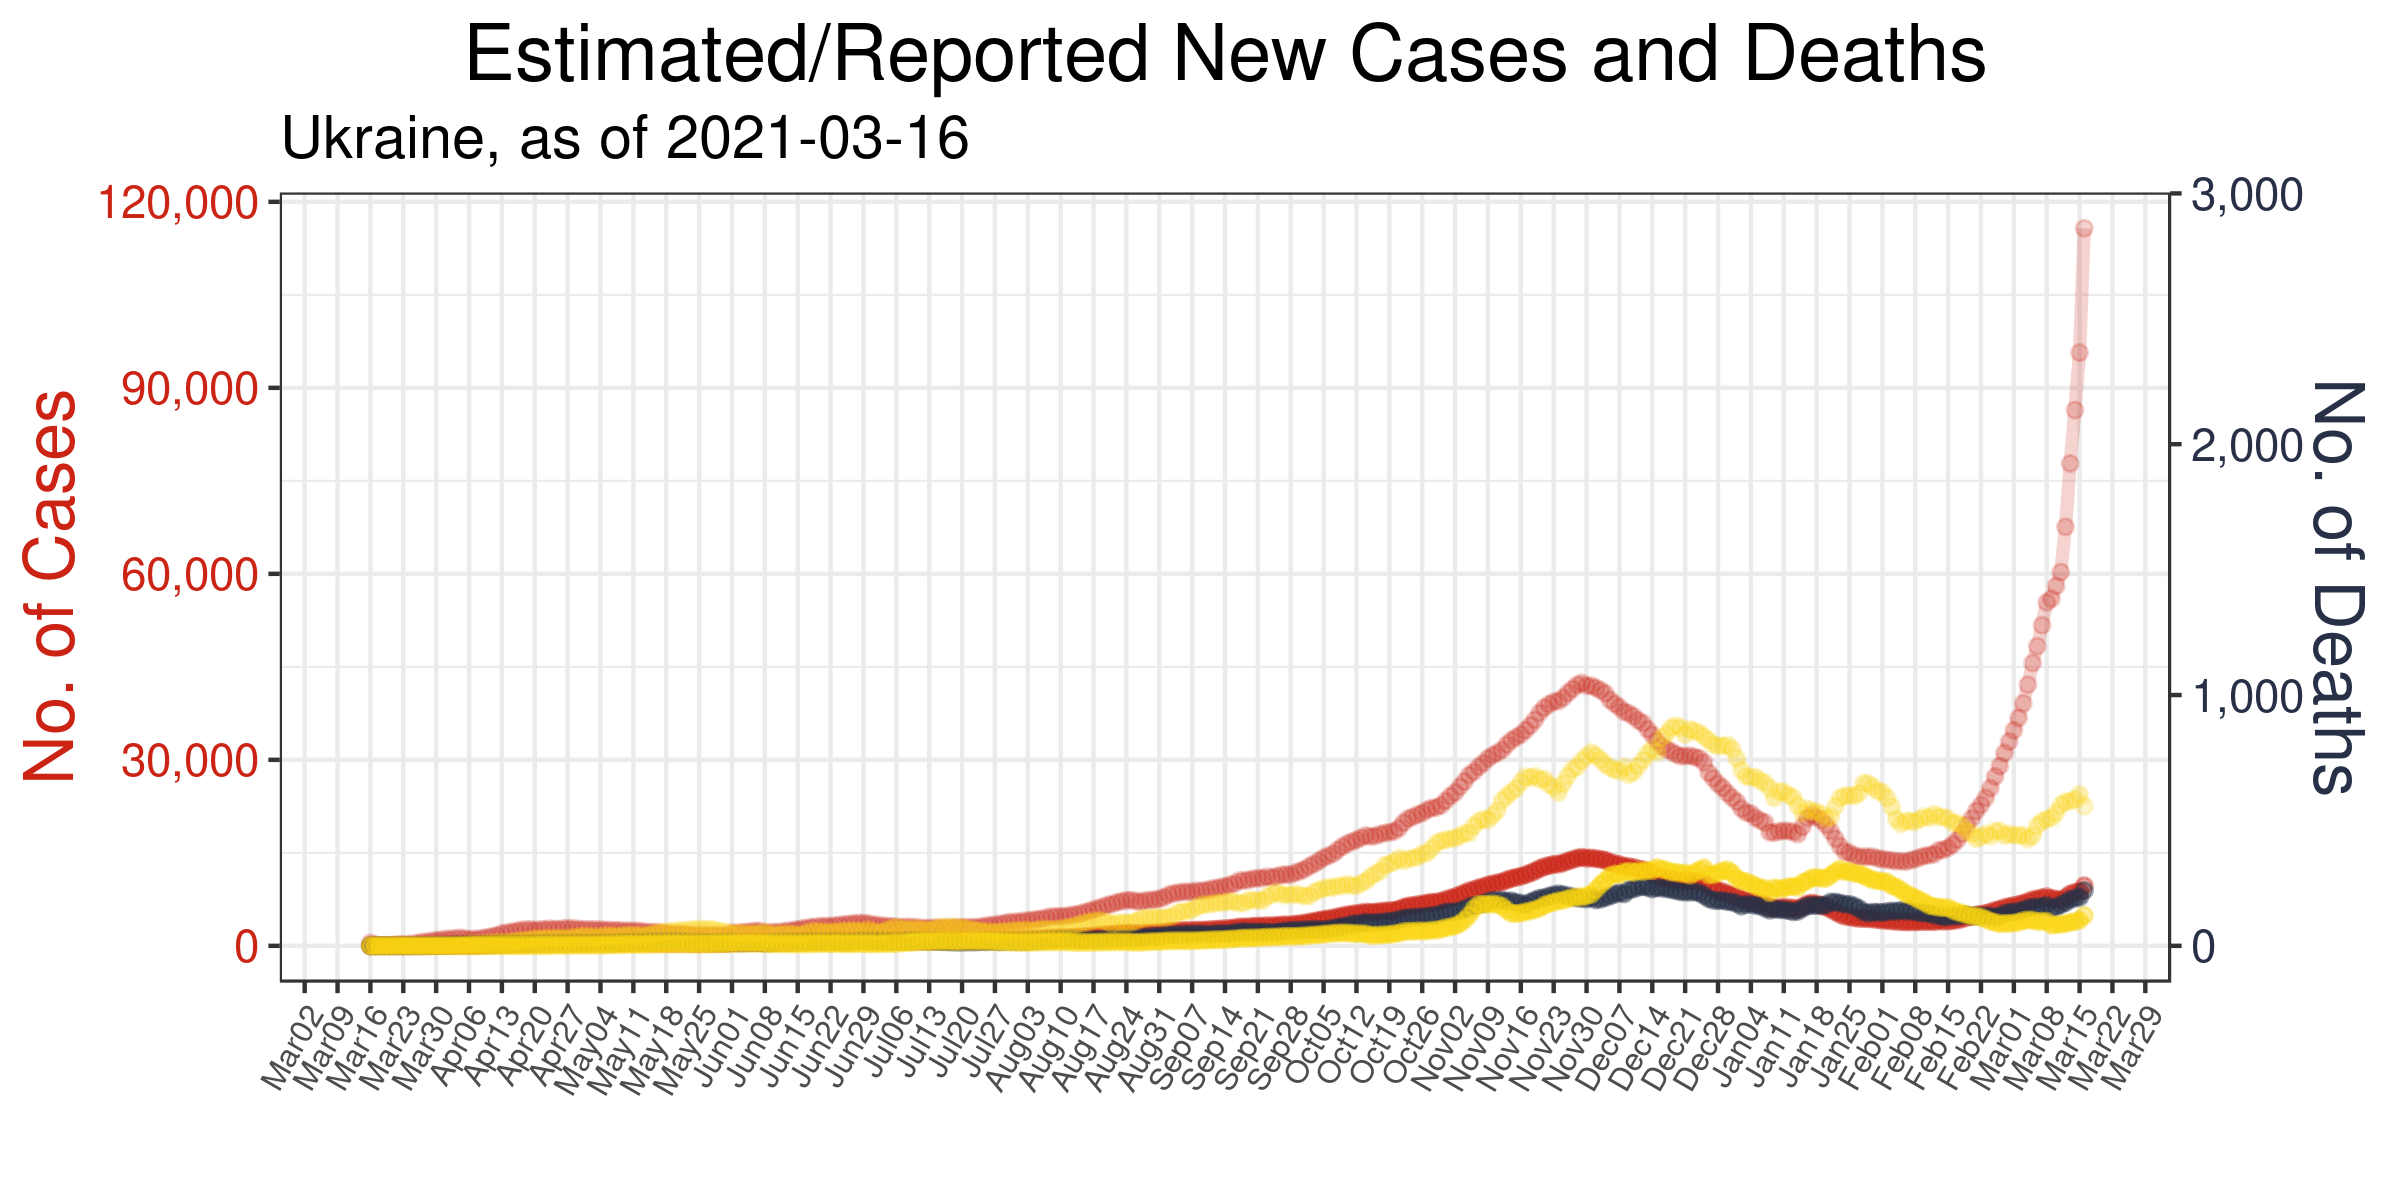 Estimated/Reported New Cases and Deaths
Ukraine, as of 2021-03-16
No. of Cases
120,000
90,000
60,000
30,000
0
3,000
2,000
1,000
0
No. of Deaths
Mar02
Mar09
Mar16
Mar23
Mar30
Apr06
Apr13
Apr20
Apr27
May04
May11
May18
May25
Jun01
Jun08
Jun15
Jun22
Jun29
Jul06
Jul13
Jul20
Jul27
Aug03
Aug10
Aug17
Aug24
Aug31
Sep07
Sep14
Sep21
Sep28
Oct05
Oct12
Oct19
Oct26
Nov02
Nov09
Nov16
Nov23
Nov30
Dec07
Dec14
Dec21
Dec28
Jan04
Jan11
Jan18
Jan25
Feb01
Feb08
Feb15
Feb22
Mar01
Mar08
Mar15
Mar22
Mar29